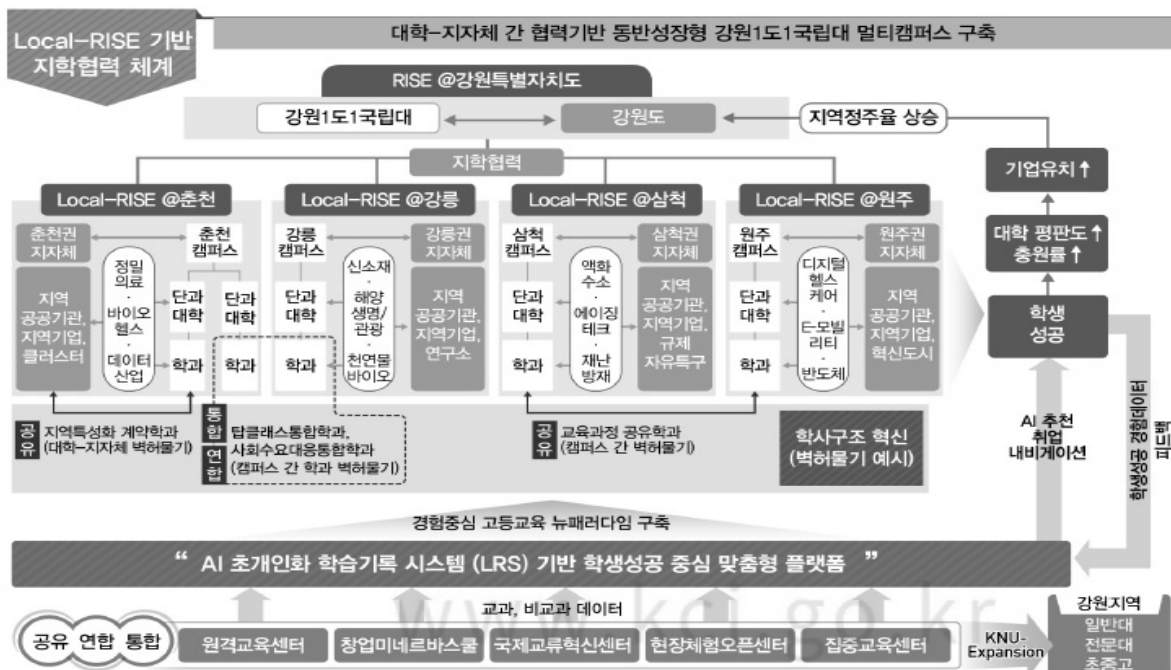 Local-RISE 기반
지학협력 체계
대학-지자체 간 협력기반 동반성장형 강원1도1국립대 멀티캠퍼스 구축
RISE @강원특별자치도
강원1도1국립대
강원도
지역정주율 상승
지학협력
기업유치↑
대학 평판도↑
충원률↑
학생
성공
Local-RISE @춘천
춘천권
지자체
춘천
캠퍼스
정밀
의료
·
바이오
헬스
·
데이터
산업
지역
공공기관,
지역기업,
클러스터
단과
대학
단과
대학
학과
학과
Local-RISE @강릉
강릉
캠퍼스
강릉권
지자체
단과
대학
학과
신소재
·
해양
생명/
관광
·
천연물
바이오
지역
공공기관,
지역기업,
연구소
Local-RISE @삼척
삼척
캠퍼스
삼척권
지자체
단과
대학
학과
액화
수소
·
에이징
테크
·
재난
방재
지역
공공기관,
지역기업,
규제
자유특구
Local-RISE @원주
원주
캠퍼스
원주권
지자체
단과
대학
학과
디지털
헬스
케어
·
E-모빌
리티
·
반도체
지역
공공기관,
지역기업,
혁신도시
공유
지역특성화 계약학과
(대학-지자체 벽허물기)
통합
연합
탑클래스통합학과,
사회수요대응통합학과
(캠퍼스 간 학과 벽허물기)
공유
교육과정 공유학과
(캠퍼스 간 벽허물기)
학사구조 혁신
(벽허물기 예시)
AI 추천
취업
내비게이션
학생성공 경험데이터
피드백
경험중심 고등교육 뉴패러다임 구축
“ AI 초개인화 학습기록 시스템 (LRS) 기반 학생성공 중심 맞춤형 플랫폼 ”
교과, 비교과 데이터
www.kci.go.kr
공유 연합 통합
원격교육센터
창업미네르바스쿨
국제교류혁신센터
현장체험오픈센터
집중교육센터
KNU-
Expansion
강원지역
일반대
전문대
초중고